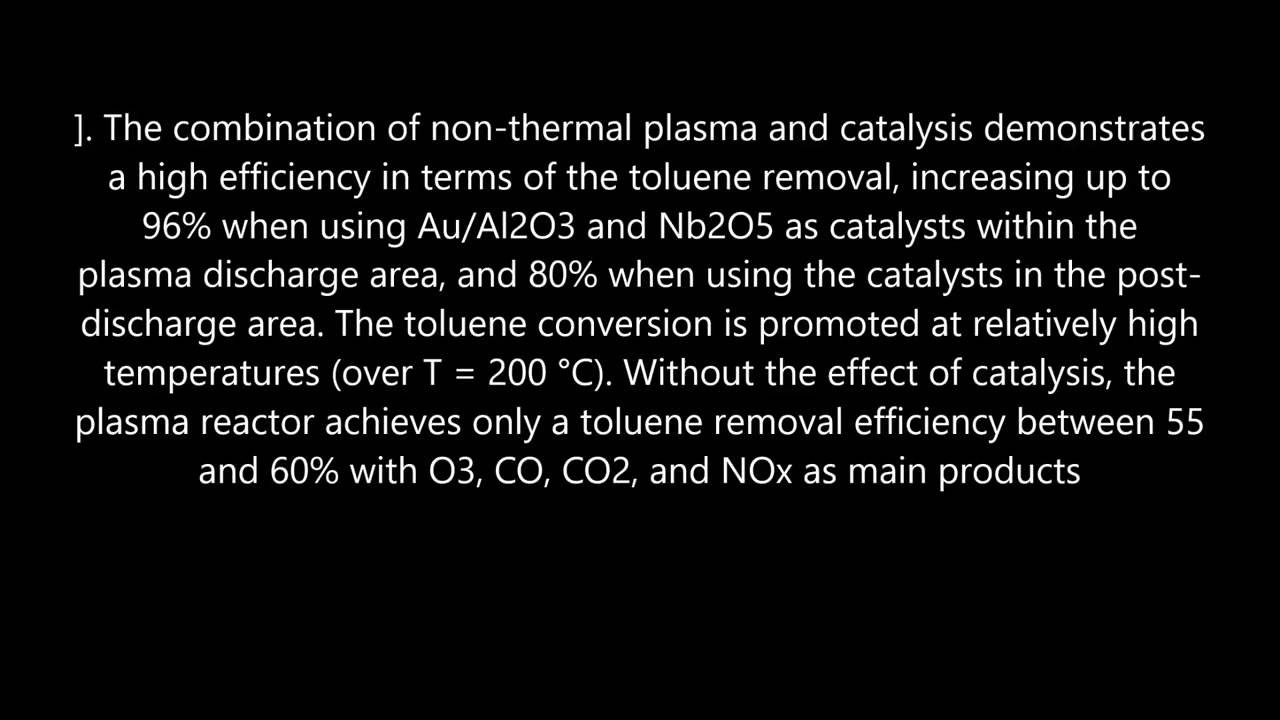 ]. The combination of non-thermal plasma and catalysis demonstrates
a high efficiency in terms of the toluene removal, increasing up to
96% when using Au/Al2O3 and Nb2O5 as catalysts within the
plasma discharge area, and 80% when using the catalysts in the post-
discharge area. The toluene conversion is promoted at relatively high
temperatures (over T = 200 °C). Without the effect of catalysis, the
plasma reactor achieves only a toluene removal efficiency between 55
and 60% with O3, CO, CO2, and NOx as main products